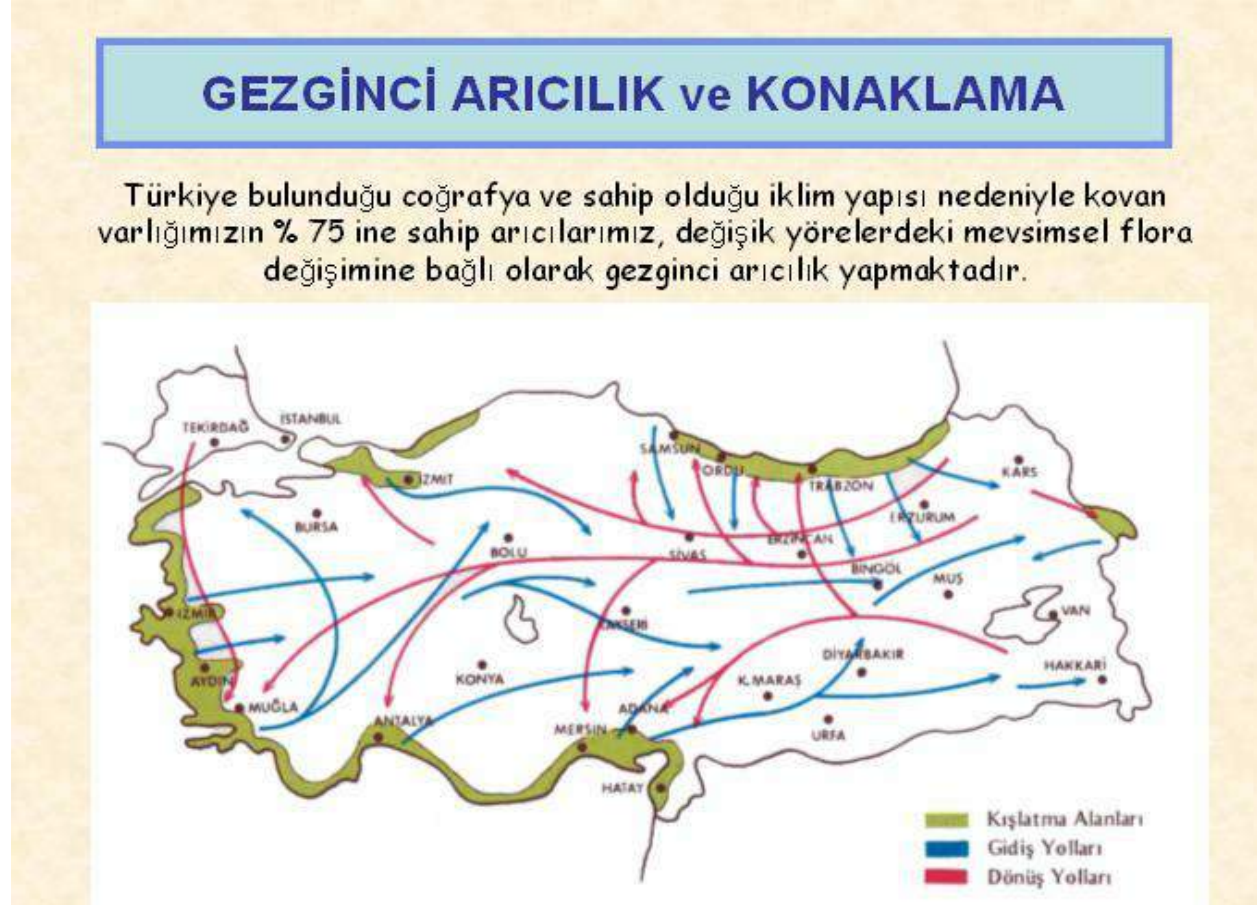 GEZGİNCİ ARICILIK ve KONAKLAMA
Türkiye bulunduğu coğrafya ve sahip olduğu iklim yapısı nedeniyle kovan
varlığımızın % 75 ine sahip arıcılarımız, değişik yörelerdeki mevsimsel flora
değişimine bağlı olarak gezginci arıcılık yapmaktadır.
TEKİRDAĞ
İSTANBUL
SAMSUN
ORDU
TRABZON
KARS
İZMİT
BURSA
ERZURUM
BOLU
SİVAS
ERZİNCAN
BİNGÖL
MUŞ
VAN
İZMİR
KAYSERİ
DİYARBAKIR
HAKKARİ
AYDIN
KONYA
K.MARAŞ
MUĞLA
ANTALYA
MERSİN
ADANA
URFA
HATAY
Kışlatma Alanları
Gidiş Yolları
Dönüş Yolları